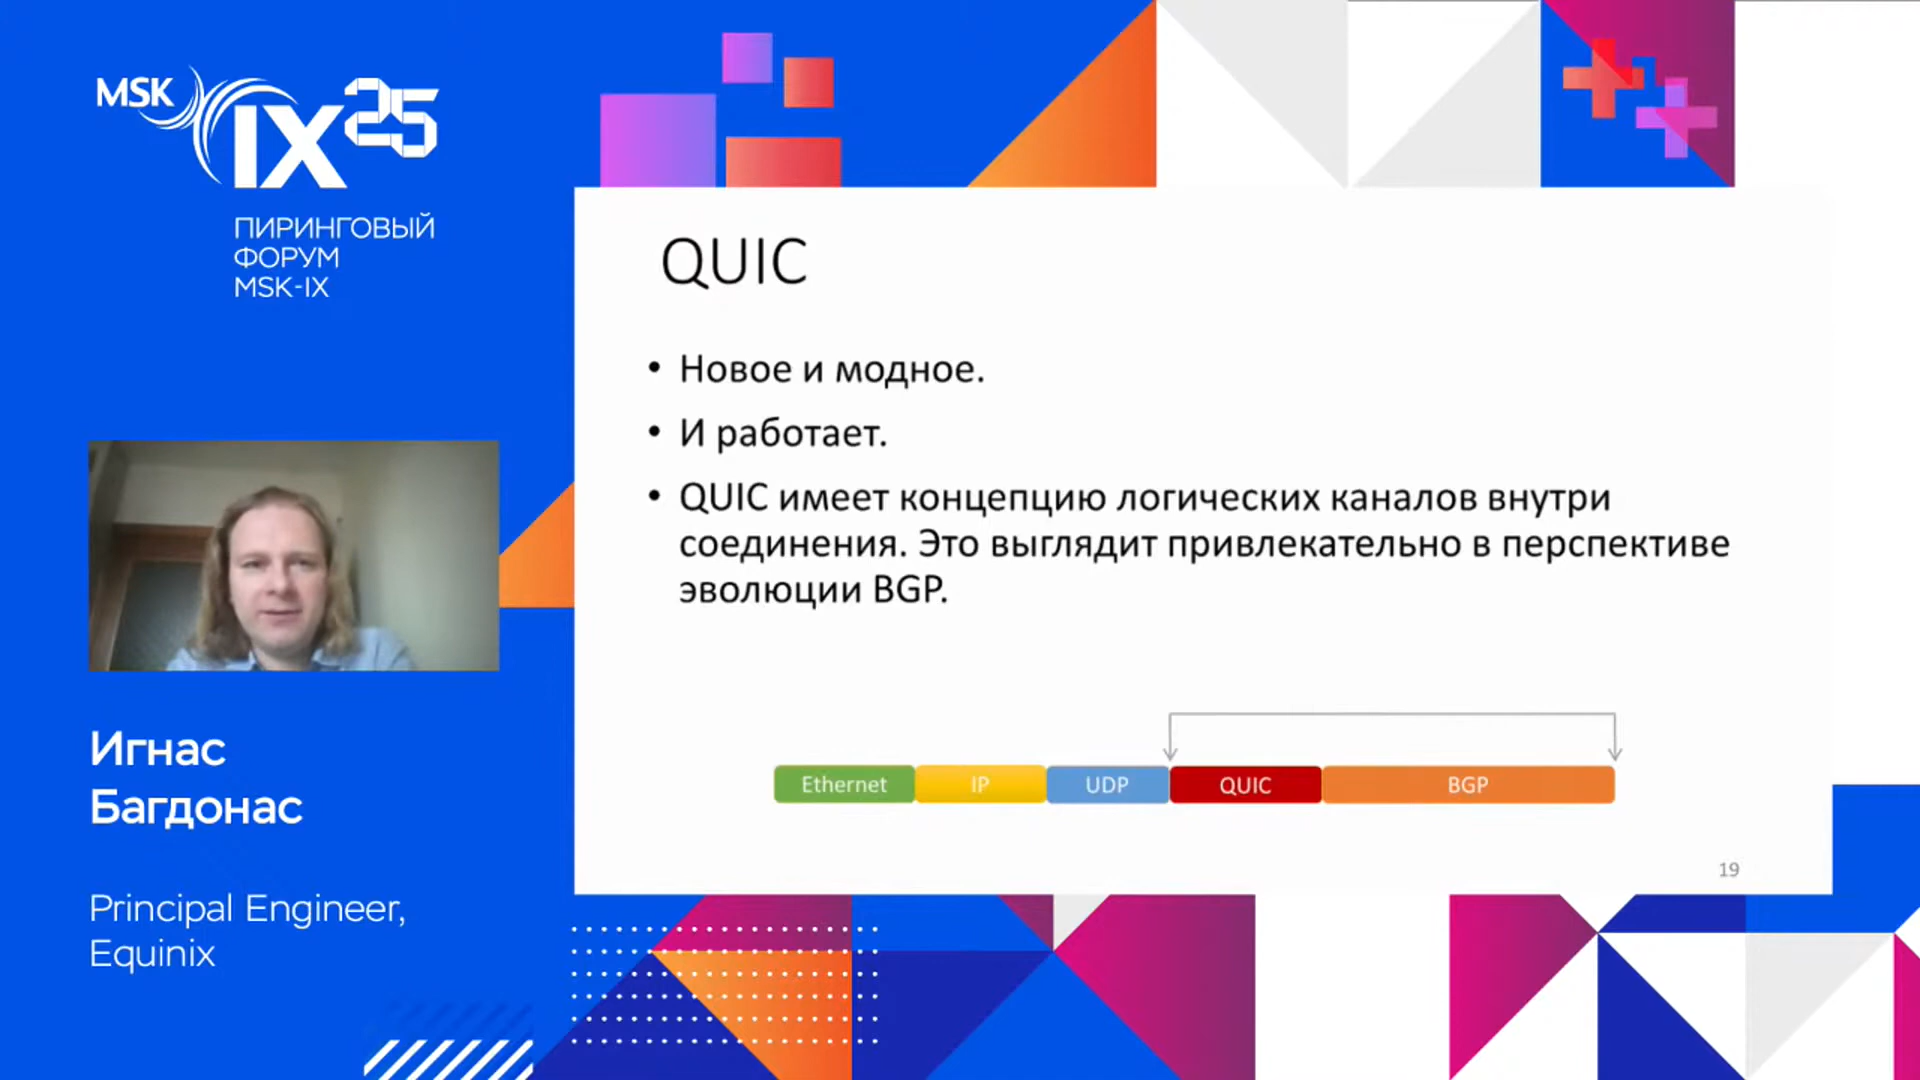 MSK
IX 25
ПИРИНГОВЫЙ
ФОРУМ
MSK-IX
Игнас
Багдонас
Principal Engineer,
Equinix
QUIC
• Новое и модное.
• И работает.
• QUIC имеет концепцию логических каналов внутри
соединения. Это выглядит привлекательно в перспективе
эволюции BGP.
Ethernet IP UDP QUIC BGP
19